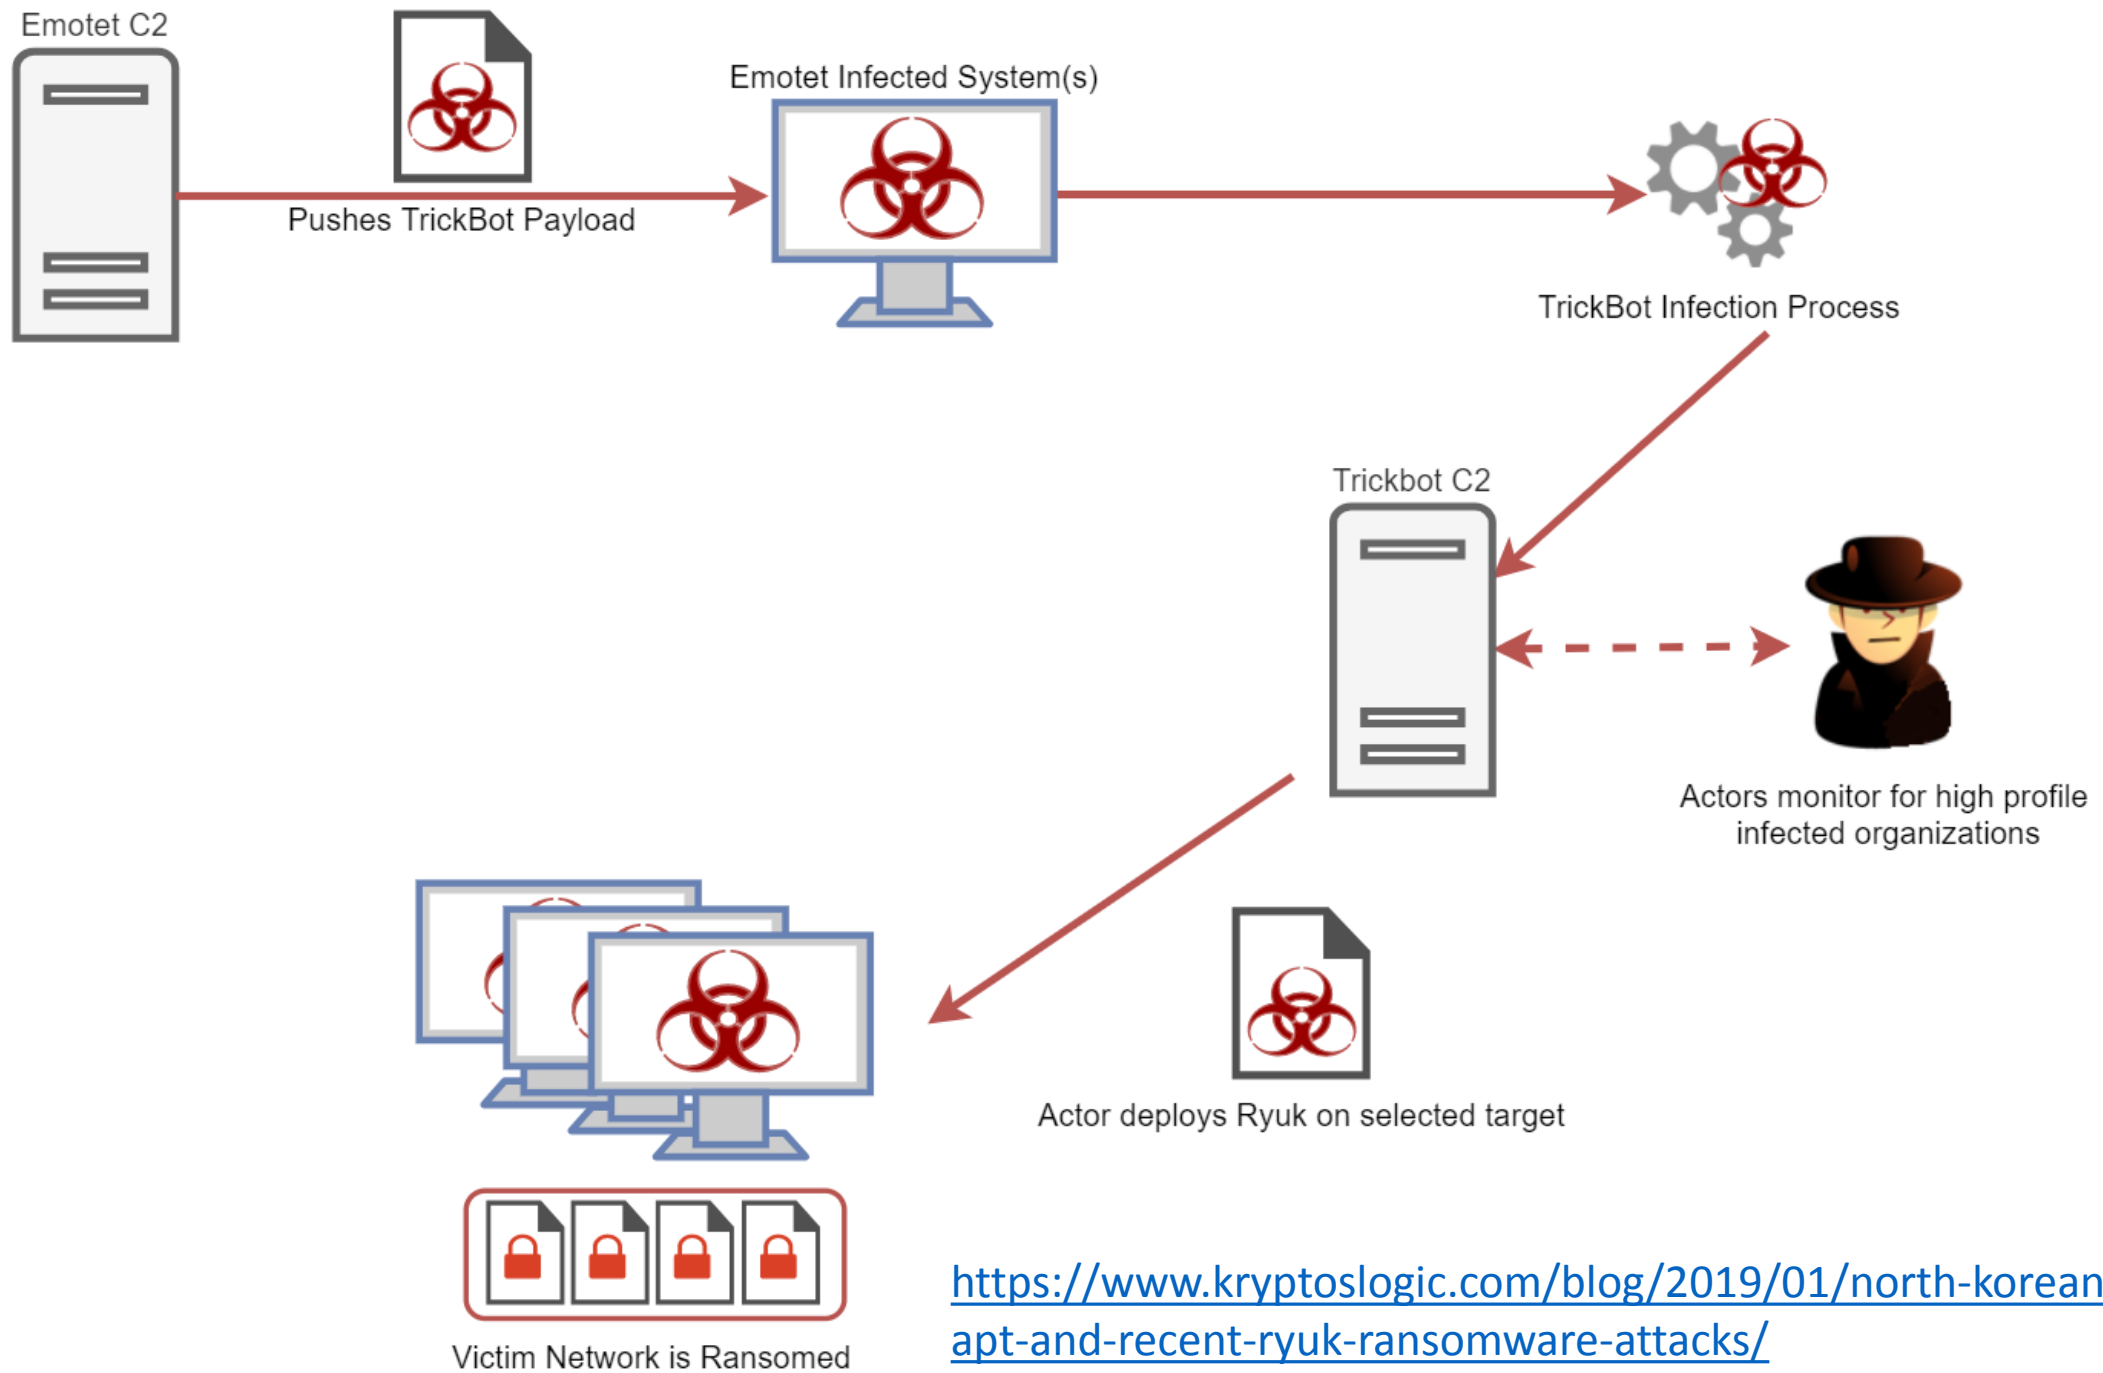 Emotet C2
Emotet Infected System(s)
Pushes TrickBot Payload
TrickBot Infection Process
Trickbot C2
Actors monitor for high profile
infected organizations
Actor deploys Ryuk on selected target
Victim Network is Ransomed
https://www.kryptoslogic.com/blog/2019/01/north-korean
apt-and-recent-ryuk-ransomware-attacks/